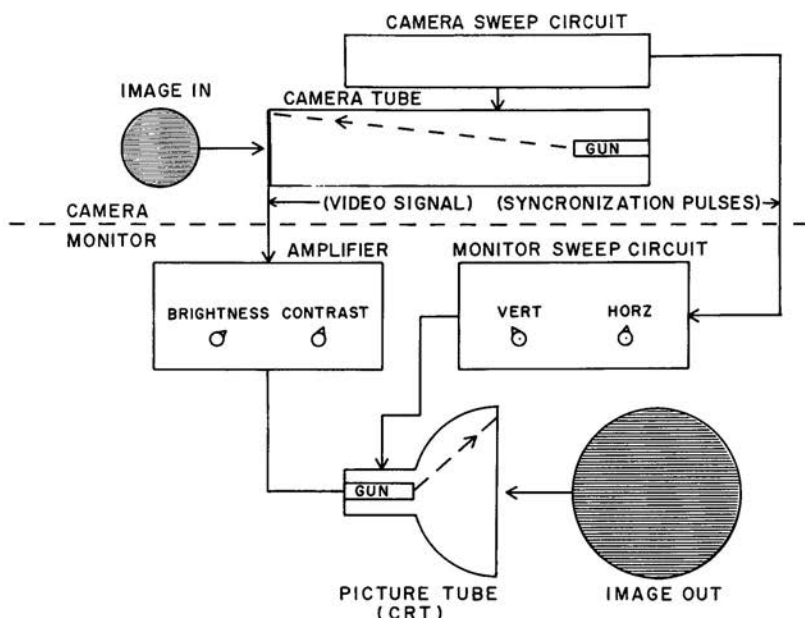 CAMERA SWEEP CIRCUIT
IMAGE IN
CAMERA TUBE
GUN
(VIDEO SIGNAL) (SYNCRONIZATION PULSES)
CAMERA
MONITOR
AMPLIFIER
MONITOR SWEEP CIRCUIT
BRIGHTNESS CONTRAST
VERT HORZ
GUN
PICTURE TUBE
(CRT)
IMAGE OUT